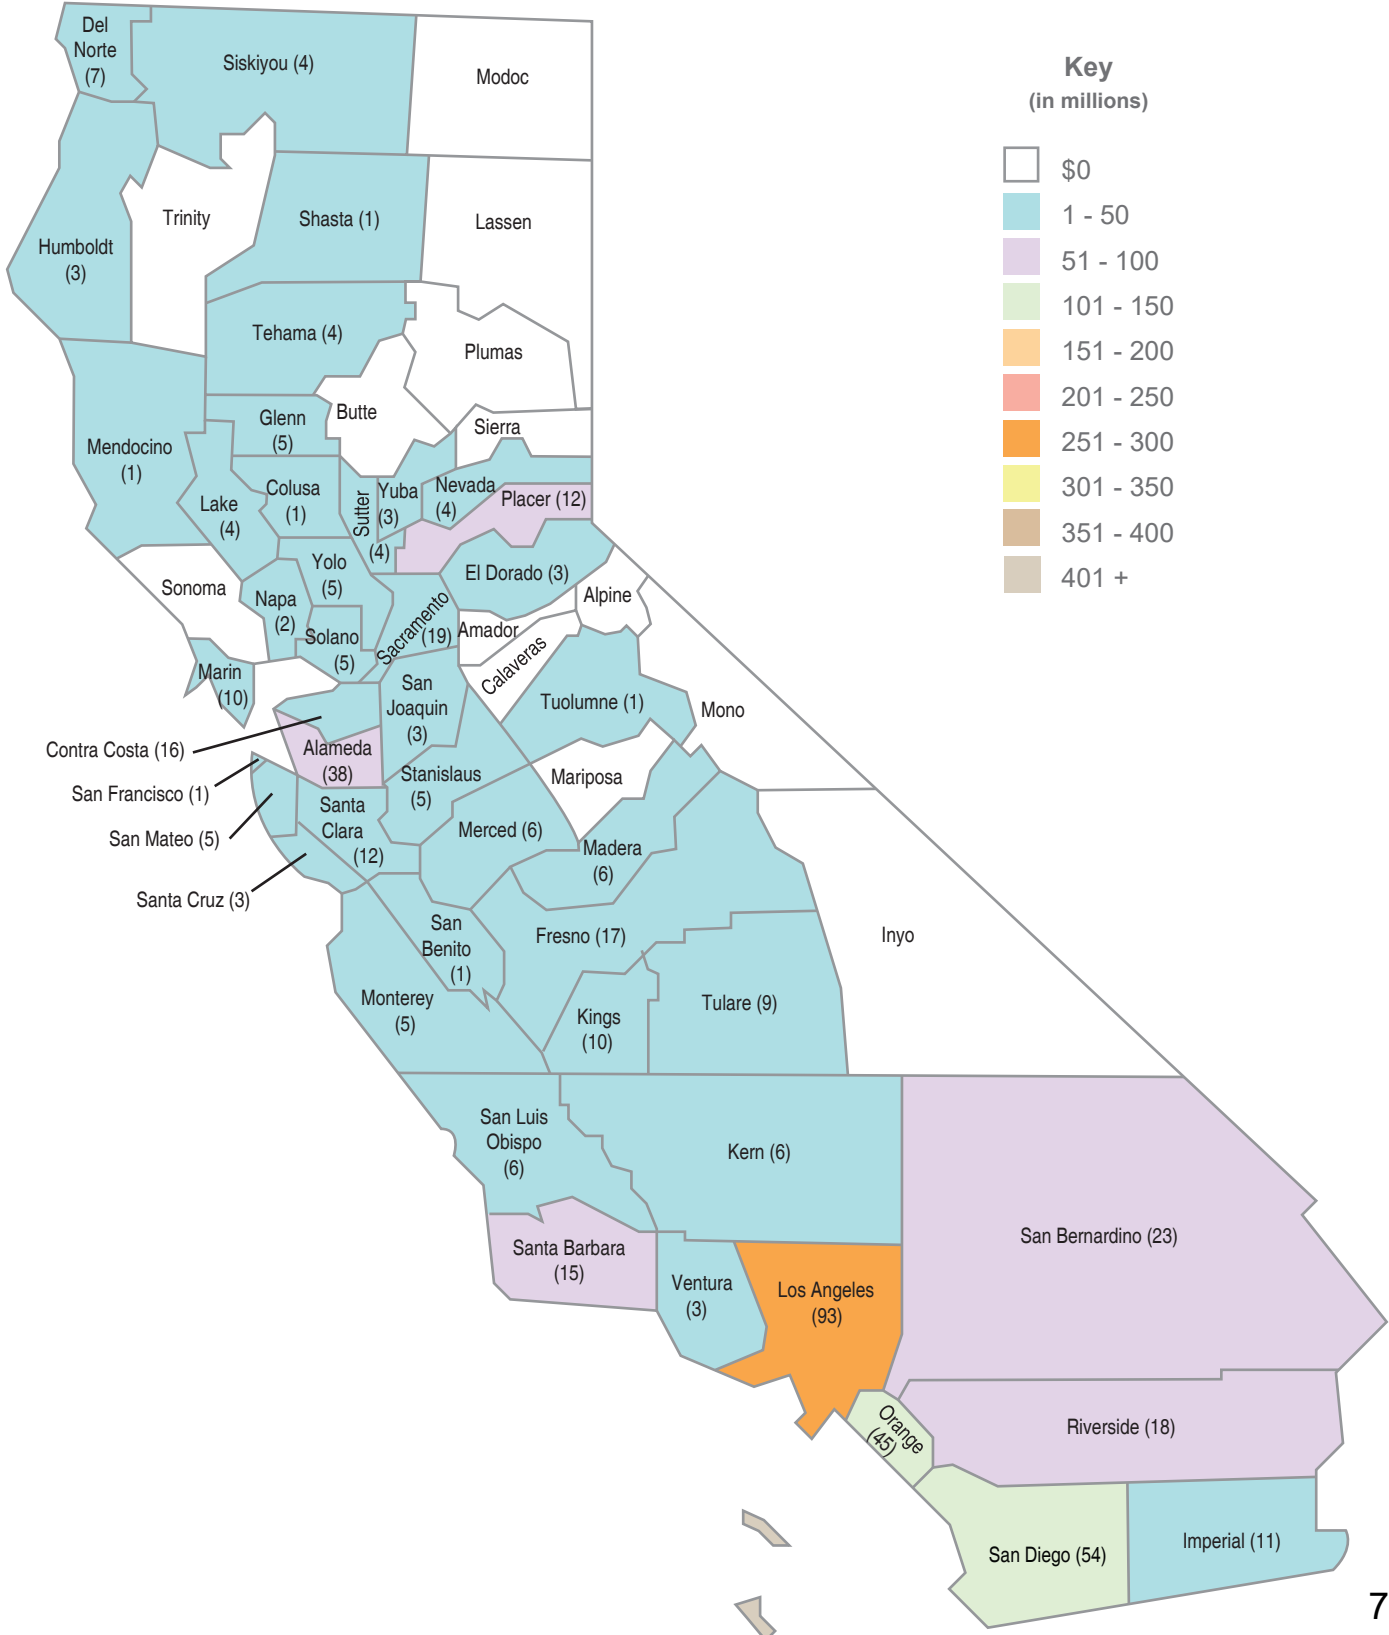 Del
Norte
(7)
Siskiyou (4)
Modoc
Key
(in millions)
$0
1 - 50
51 - 100
101 - 150
151 - 200
201 - 250
251 - 300
301 - 350
351 - 400
401 +
Trinity
Shasta (1)
Lassen
Humboldt
(3)
Tehama (4)
Plumas
Butte
Glenn
(5)
Sierra
Mendocino
(1)
Lake
(4)
Colusa
(1)
Sutter
(4)
Yuba
(3)
Nevada
(4)
Placer (12)
Yolo
(5)
El Dorado (3)
Sonoma
Napa
(2)
Solano
(5)
Sacramento
(19)
Alpine
Amador
Calaveras
Marin
(10)
San
Joaquin
(3)
Tuolumne (1)
Mono
Contra Costa (16)
Alameda
(38)
San Francisco (1)
Stanislaus
(5)
Mariposa
San Mateo (5)
Santa
Clara
(12)
Merced (6)
Madera
(6)
Santa Cruz (3)
San
Benito
(1)
Fresno (17)
Inyo
Monterey
(5)
Kings
(10)
Tulare (9)
San Luis
Obispo
(6)
Kern (6)
Santa Barbara
(15)
Ventura
(3)
Los Angeles
(93)
San Bernardino (23)
Orange
(45)
Riverside (18)
San Diego (54)
Imperial (11)
7